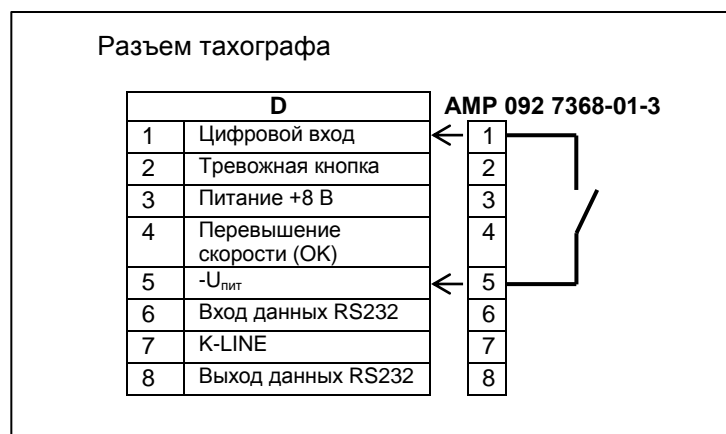 Разъем тахографа
D AMP 092 7368-01-3
1 Цифровой вход 1
2 Тревожная кнопка 2
3 Питание +8 В 3
4 Перевышение 4
скорости (OK)
5 -Uпит 5
6 Вход данных RS232 6
7 K-LINE 7
8 Выход данных RS232 8